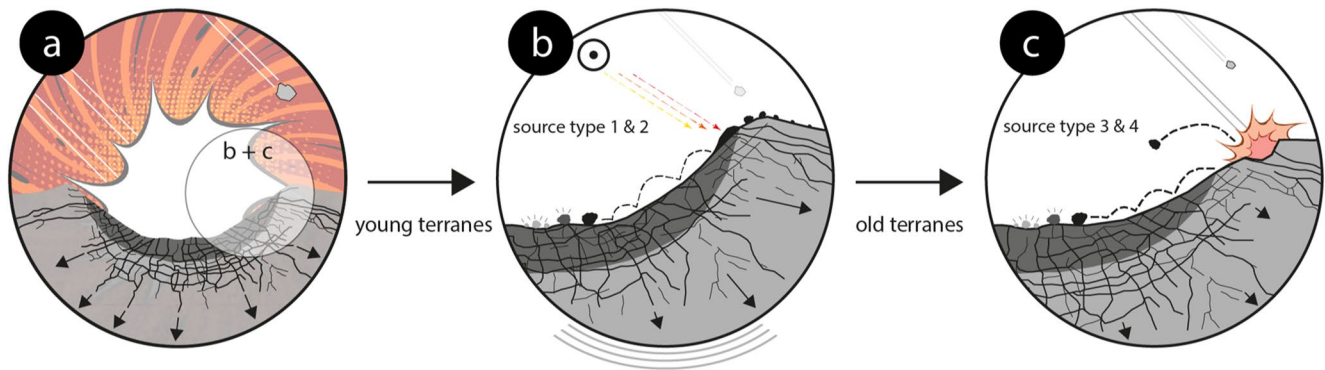 a
b + c
young terranes
b
source type 1 & 2
old terranes
c
source type 3 & 4